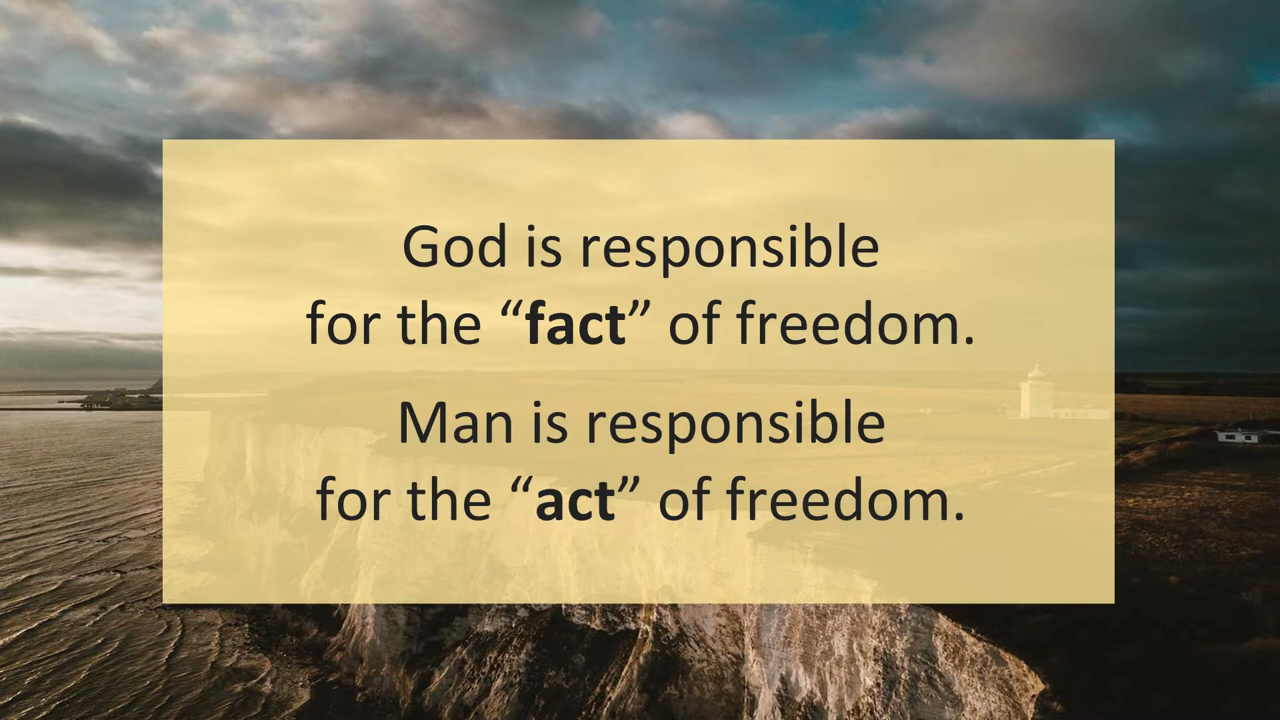 God is responsible
for the “fact” of freedom.
Man is responsible
for the “act” of freedom.